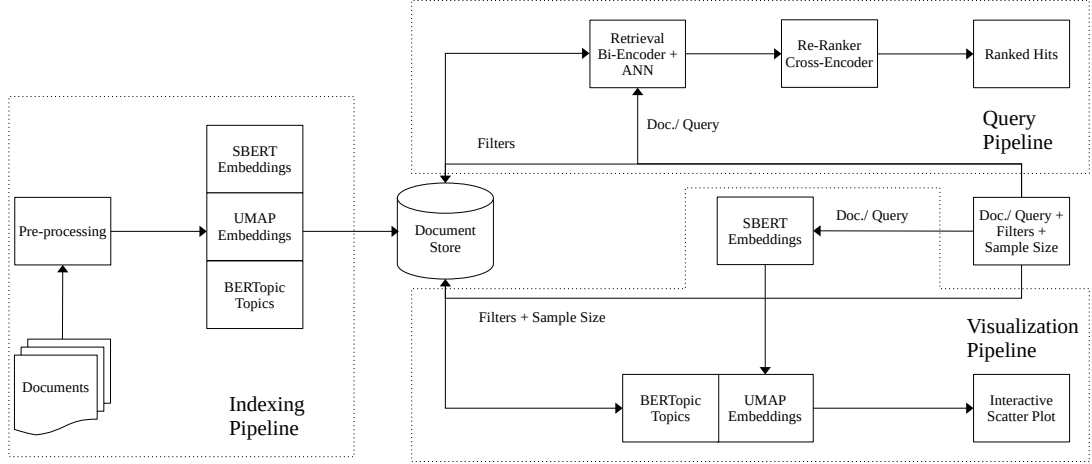 Pre-processing
Documents
SBERT
Embeddings
UMAP
Embeddings
BERTopic
Topics
Indexing
Pipeline
Document
Store
Retrieval
Bi-Encoder +
ANN
Re-Ranker
Cross-Encoder
Ranked Hits
Doc./ Query
Filters
Query
Pipeline
SBERT
Embeddings
Doc./ Query
Doc./ Query +
Filters +
Sample Size
Filters + Sample Size
Visualization
Pipeline
BERTopic
Topics
UMAP
Embeddings
Interactive
Scatter Plot